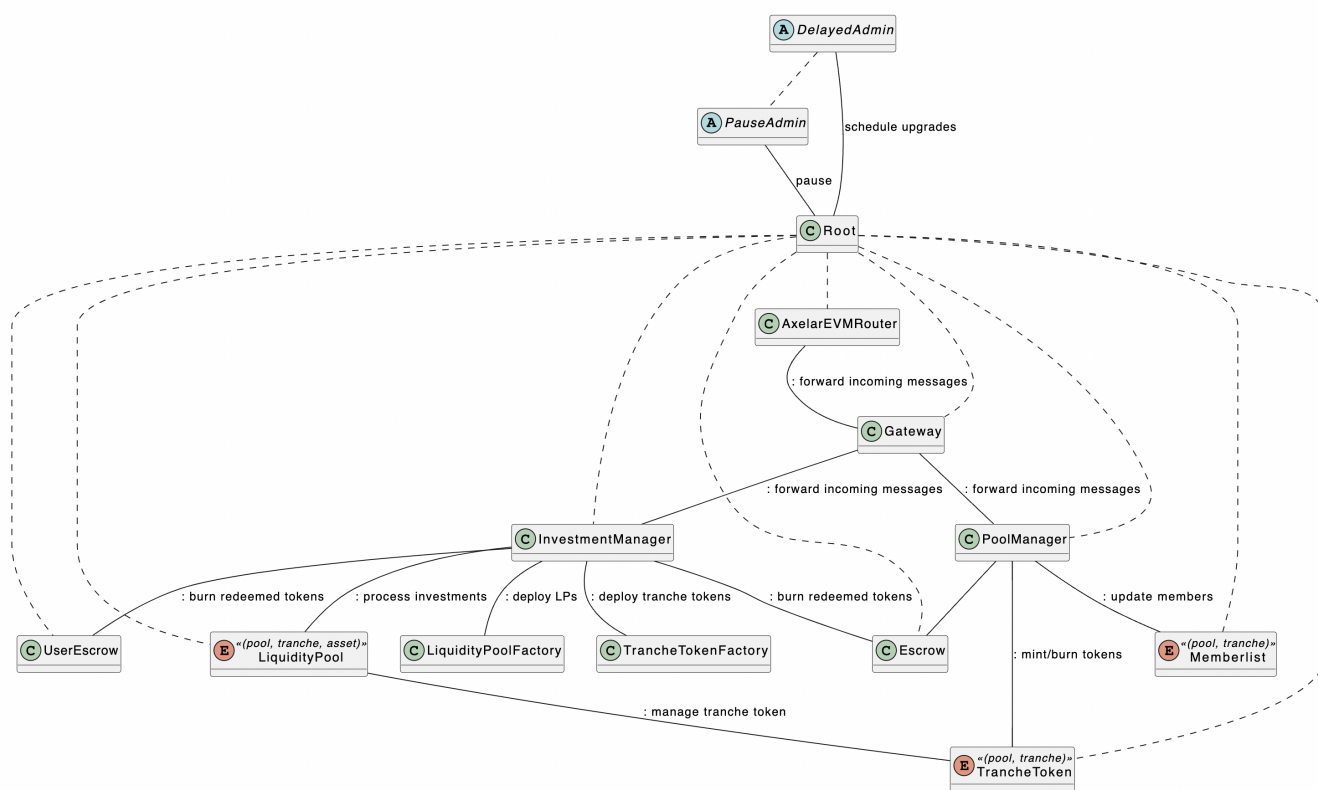 A DelayedAdmin
A PauseAdmin
schedule upgrades
pause
C Root
C AxelarEVMRouter
: forward incoming messages
C Gateway
: forward incoming messages
: forward incoming messages
C InvestmentManager
C PoolManager
: burn redeemed tokens
: process investments
: deploy LPs
: deploy tranche tokens
: burn redeemed tokens
: update members
C UserEscrow
E «(pool, tranche, asset)»
LiquidityPool
C LiquidityPoolFactory
C TrancheTokenFactory
C Escrow
: mint/burn tokens
E «(pool, tranche)»
Memberlist
: manage tranche token
E «(pool, tranche)»
TrancheToken